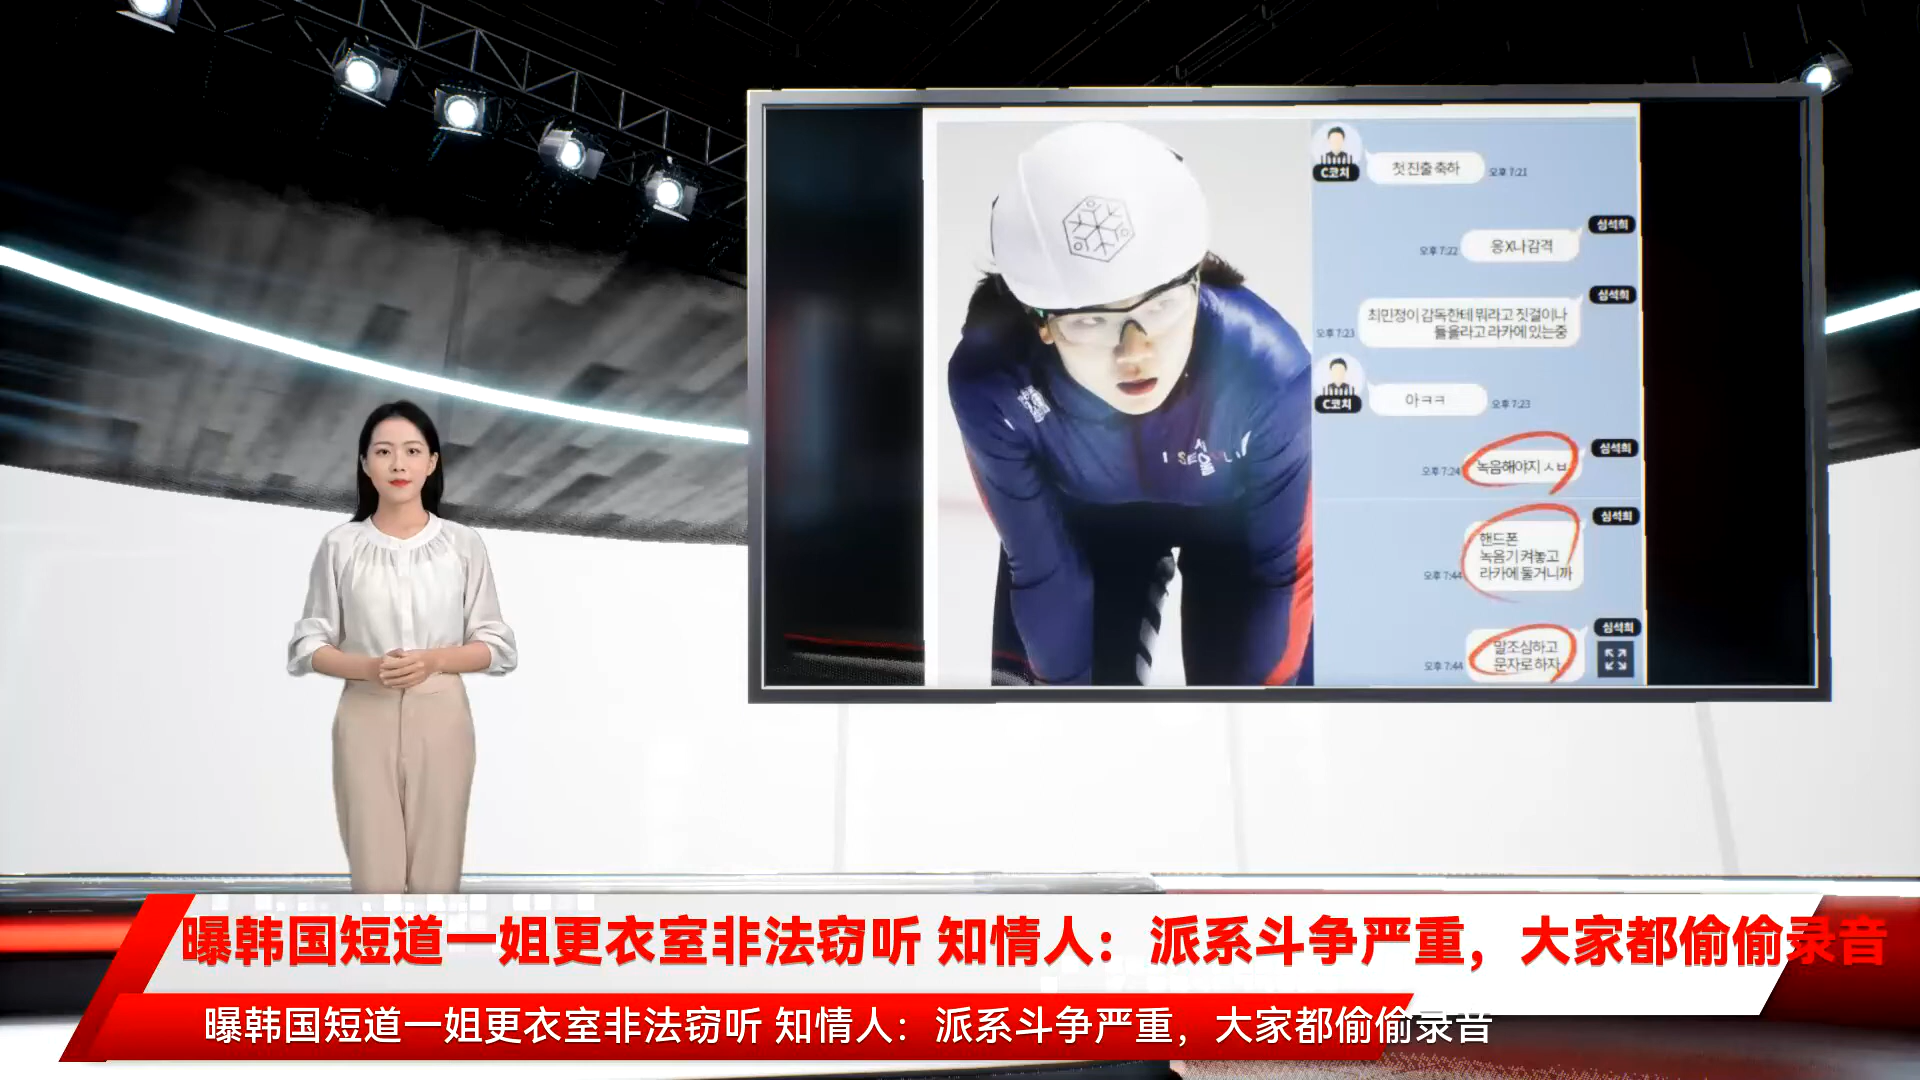 C코치
첫 진출 축하
오후 7:21
심석희
오후 7:22
응X나감격
심석희
최민정이 감독한테 뭐라고 짓걸이나
들을라고 라카에 있는중
오후 7:23
C코치
아ㅋㅋ
오후 7:23
심석희
오후 7:24
녹음해야지 ㅅㅂ
심석희
핸드폰
녹음기 켜놓고
라카에 둘거니까
오후 7:44
심석희
말조심하고
문자로하자
오후 7:44
曝韩国短道一姐更衣室非法窃听 知情人：派系斗争严重，大家都偷偷录音
曝韩国短道一姐更衣室非法窃听 知情人：派系斗争严重，大家都偷偷录音